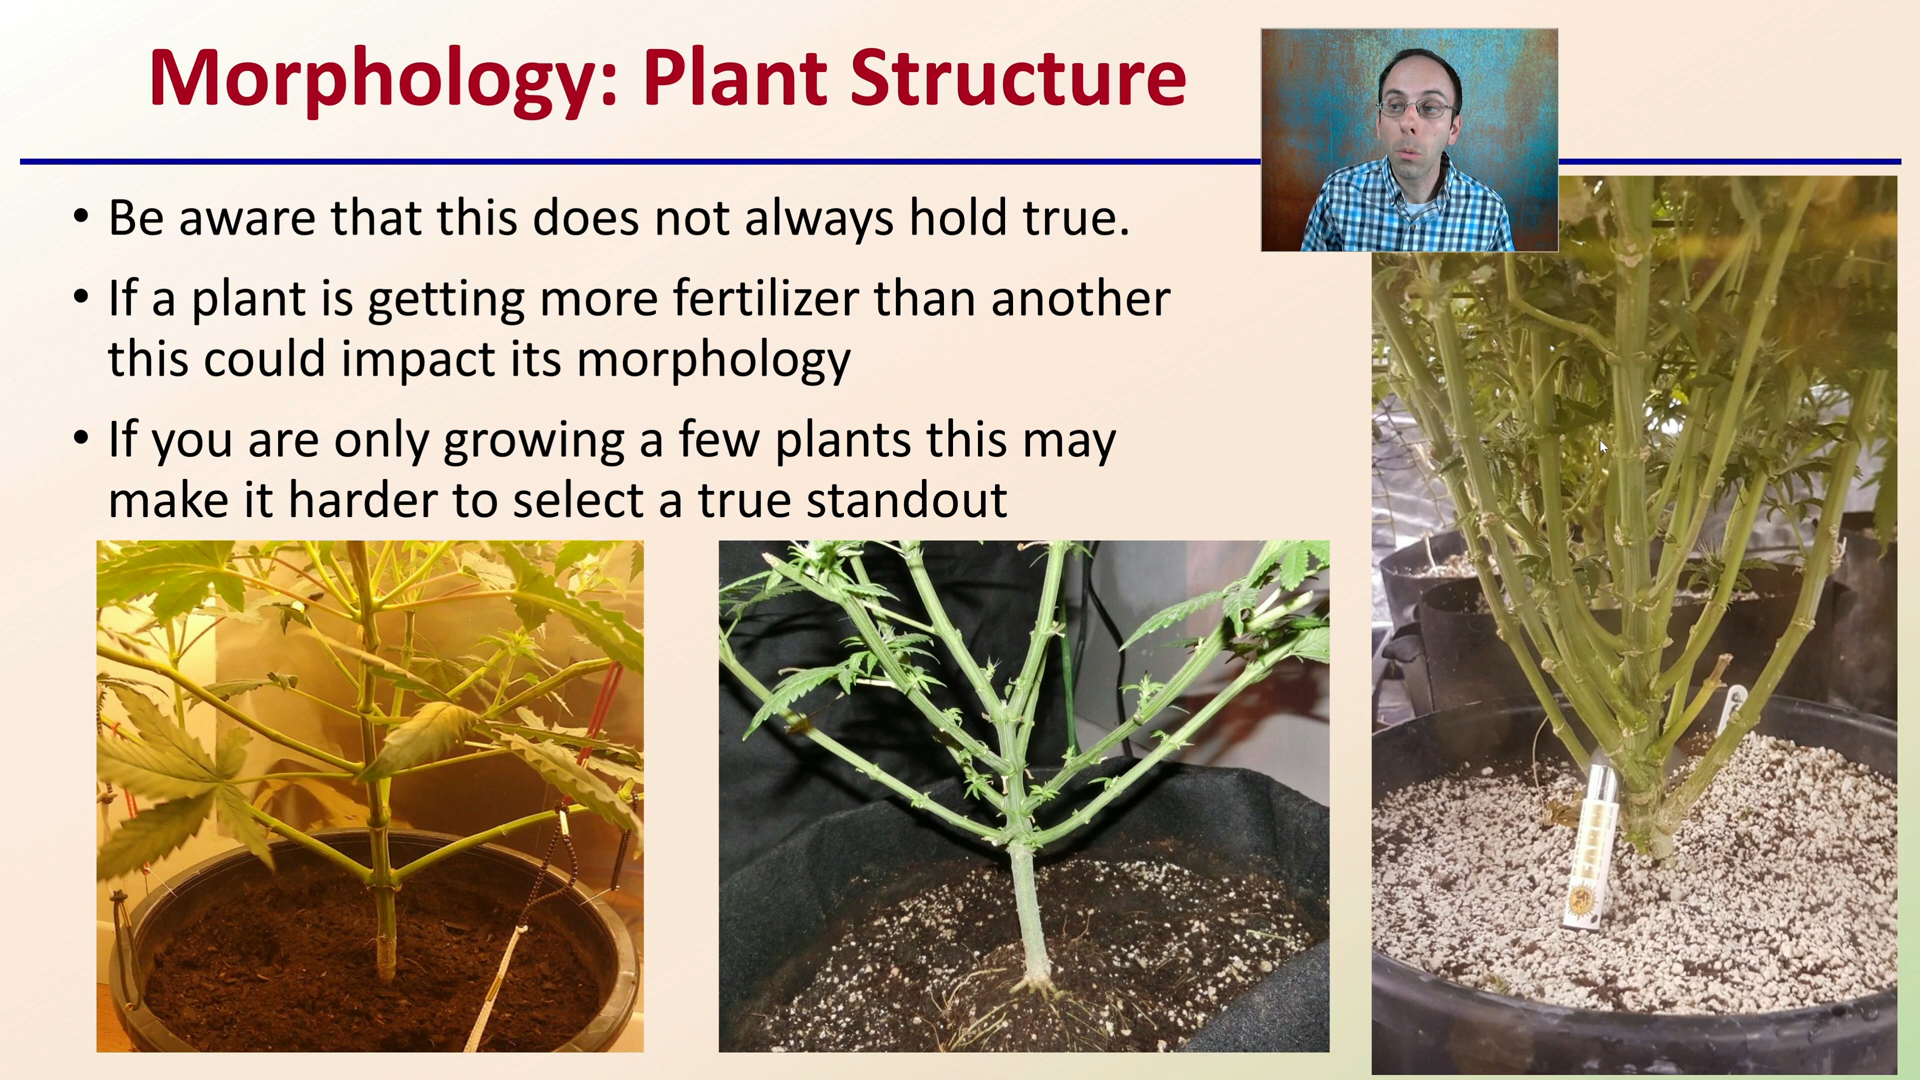 Morphology: Plant Structure
• Be aware that this does not always hold true.
• If a plant is getting more fertilizer than another
this could impact its morphology
• If you are only growing a few plants this may
make it harder to select a true standout